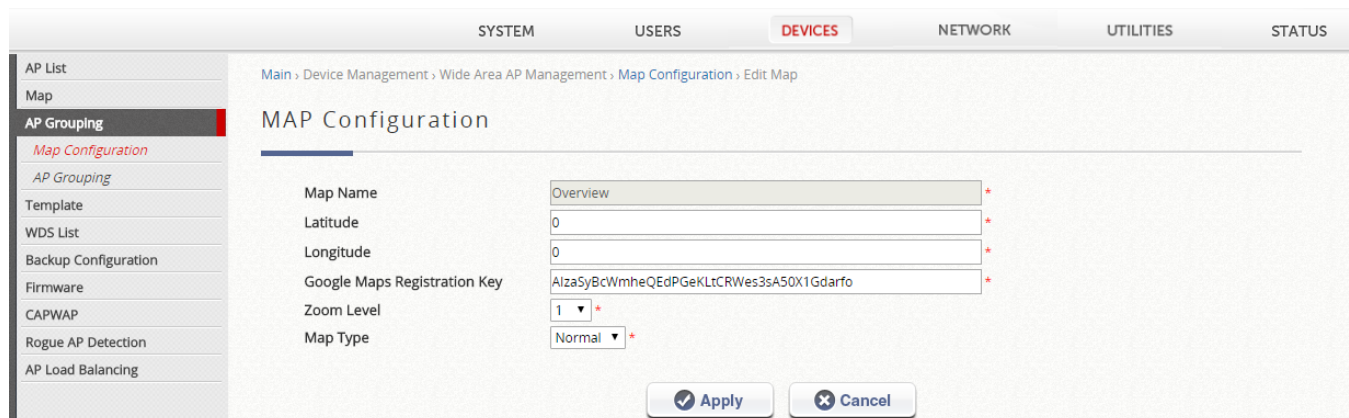 SYSTEM USERS DEVICES NETWORK UTILITIES STATUS
AP List
Map
AP Grouping
Map Configuration
AP Grouping
Template
WDS List
Backup Configuration
Firmware
CAPWAP
Rogue AP Detection
AP Load Balancing
Main › Device Management › Wide Area AP Management › Map Configuration › Edit Map
MAP Configuration
Map Name Overview *
Latitude 0 *
Longitude 0 *
Google Maps Registration Key AIzaSyBcWmheQEdPGeKLtCRWes3sA50X1Gdarfo *
Zoom Level 1 *
Map Type Normal *
Apply Cancel